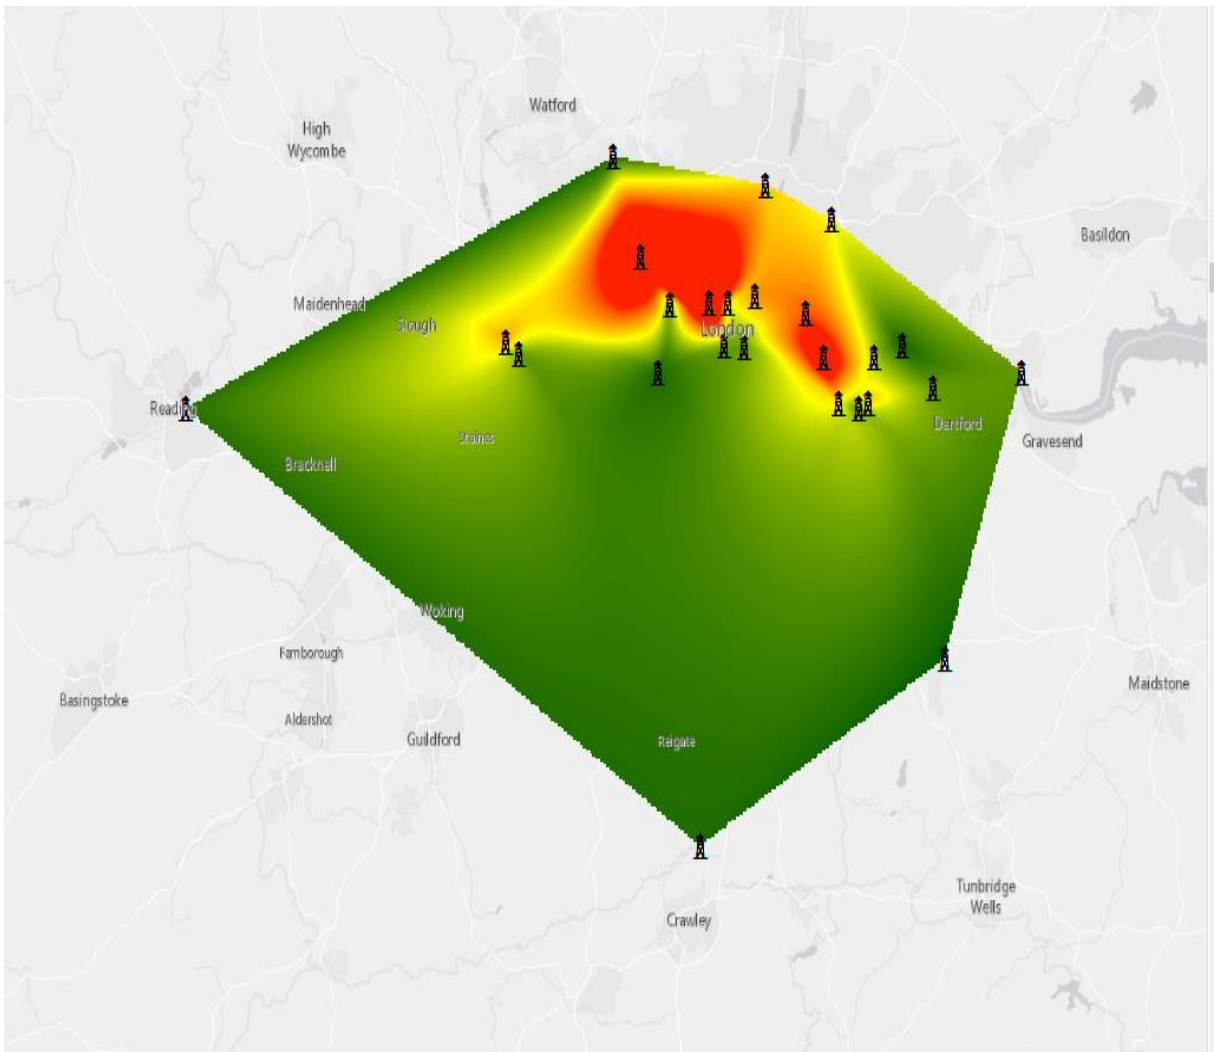 Watford
High
Wycombe
Basildon
Maidenhead
Slough
London
Reading
Staines
Dartford
Gravesend
Bracknell
Woking
Farnborough
Basingstoke
Maidstone
Aldershot
Guildford
Reigate
Tunbridge
Wells
Crawley